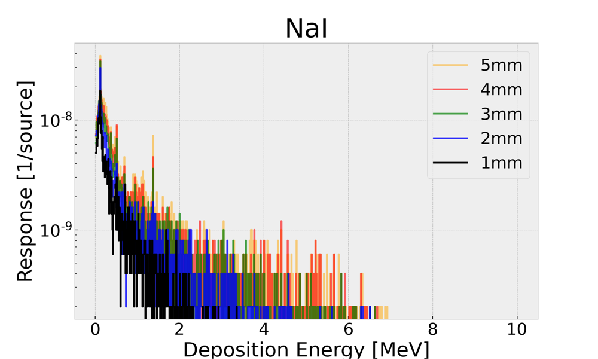 NaI
Response [1/source]
10⁻⁸
10⁻⁹
5mm
4mm
3mm
2mm
1mm
0 2 4 6 8 10
Deposition Energy [MeV]